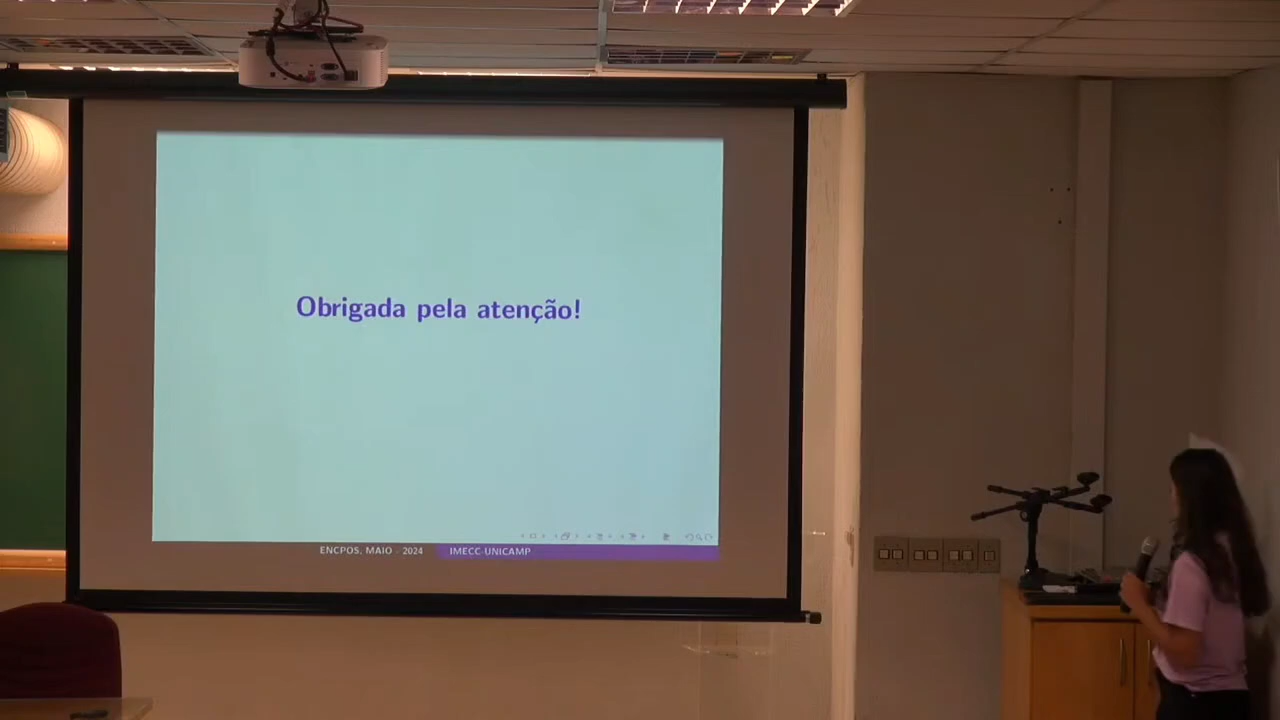 Obrigada pela atenção!
ENCPOS, MAIO - 2024 IMECC-UNICAMP